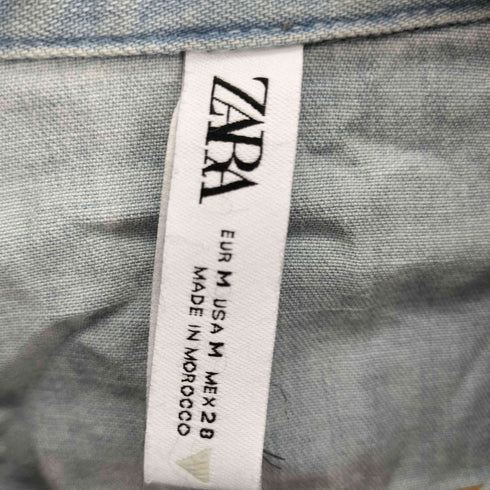 ZARA
EUR M USA M MEX 28
MADE IN MOROCCO